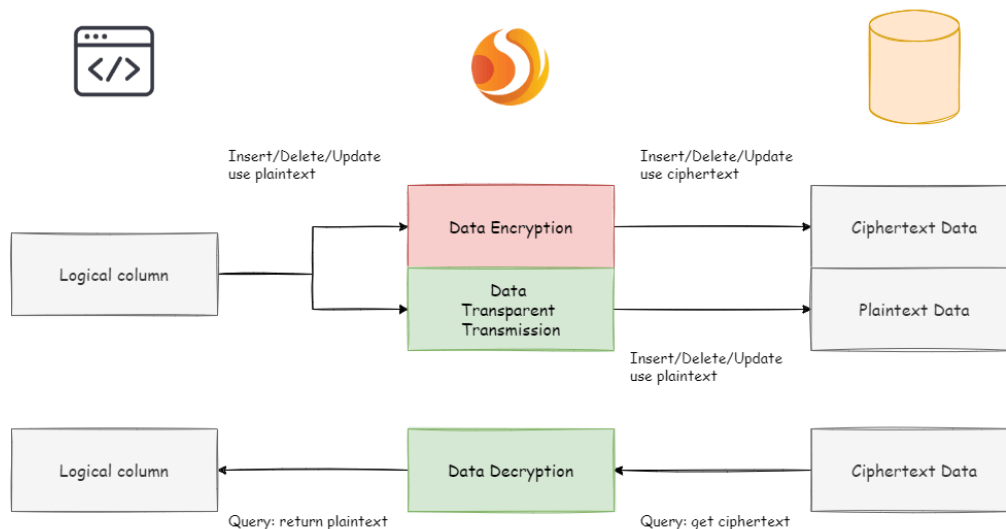 </>
Insert/Delete/Update
use plaintext
Insert/Delete/Update
use ciphertext
Logical column
Data Encryption
Ciphertext Data
Data
Transparent
Transmission
Plaintext Data
Insert/Delete/Update
use plaintext
Logical column
Data Decryption
Ciphertext Data
Query: return plaintext
Query: get ciphertext